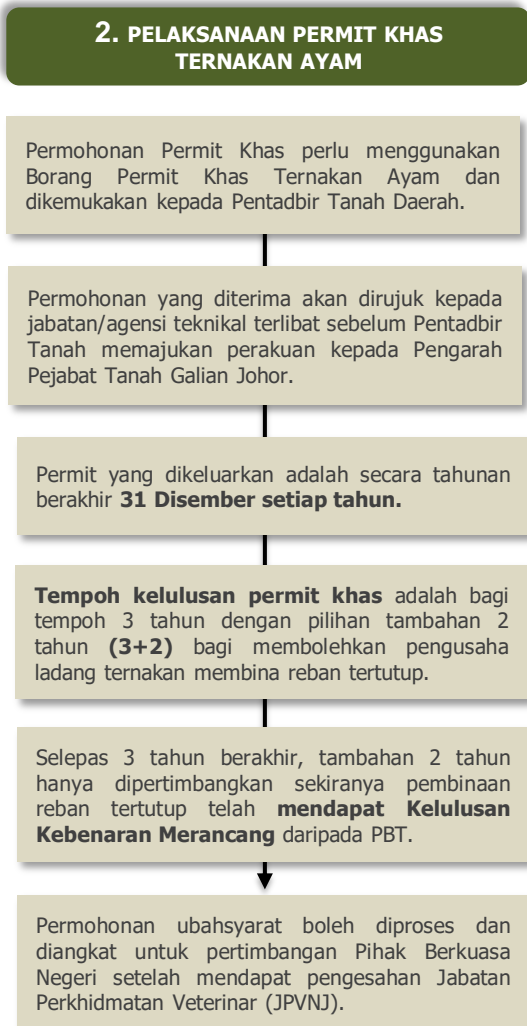 2. PELAKSANAAN PERMIT KHAS
TERNAKAN AYAM
Permohonan Permit Khas perlu menggunakan
Borang Permit Khas Ternakan Ayam dan
dikemukakan kepada Pentadbir Tanah Daerah.
Permohonan yang diterima akan dirujuk kepada
jabatan/agensi teknikal terlibat sebelum Pentadbir
Tanah memajukan perakuan kepada Pengarah
Pejabat Tanah Galian Johor.
Permit yang dikeluarkan adalah secara tahunan
berakhir 31 Disember setiap tahun.
Tempoh kelulusan permit khas adalah bagi
tempoh 3 tahun dengan pilihan tambahan 2
tahun (3+2) bagi membolehkan pengusaha
ladang ternakan membina reban tertutup.
Selepas 3 tahun berakhir, tambahan 2 tahun
hanya dipertimbangkan sekiranya pembinaan
reban tertutup telah mendapat Kelulusan
Kebenaran Merancang daripada PBT.
Permohonan ubahsyarat boleh diproses dan
diangkat untuk pertimbangan Pihak Berkuasa
Negeri setelah mendapat pengesahan Jabatan
Perkhidmatan Veterinar (JPVNJ).